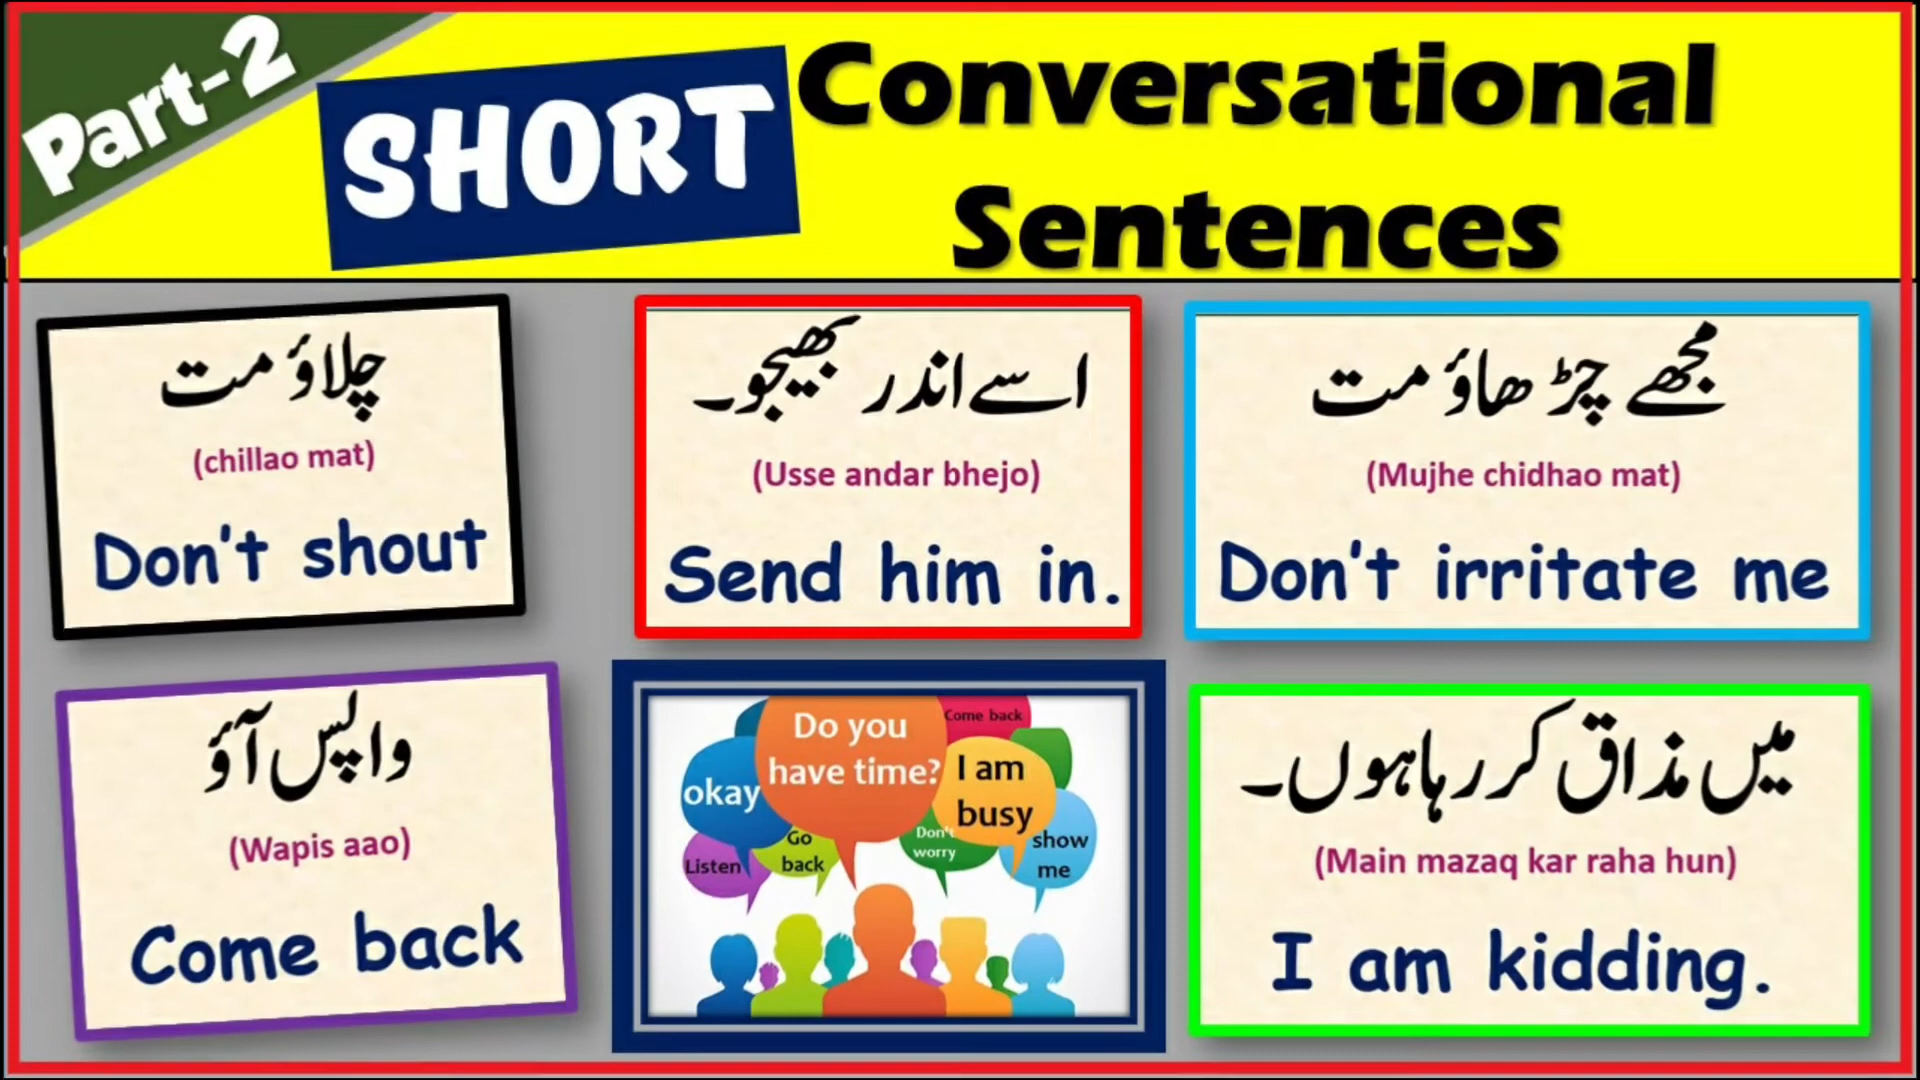 Part-2
SHORT
Conversational
Sentences
چلاؤ مت
(chillao mat)
Don't shout
اسے اندر بھیجو۔
(Usse andar bhejo)
Send him in.
مجھے چڑھاؤ مت
(Mujhe chidhao mat)
Don't irritate me
واپس آؤ
(Wapis aao)
Come back
Do you
have time?
Come back
okay
I am
busy
Listen
Go
back
Don't
worry
show
me
میں مذاق کر رہا ہوں۔
(Main mazaq kar raha hun)
I am kidding.